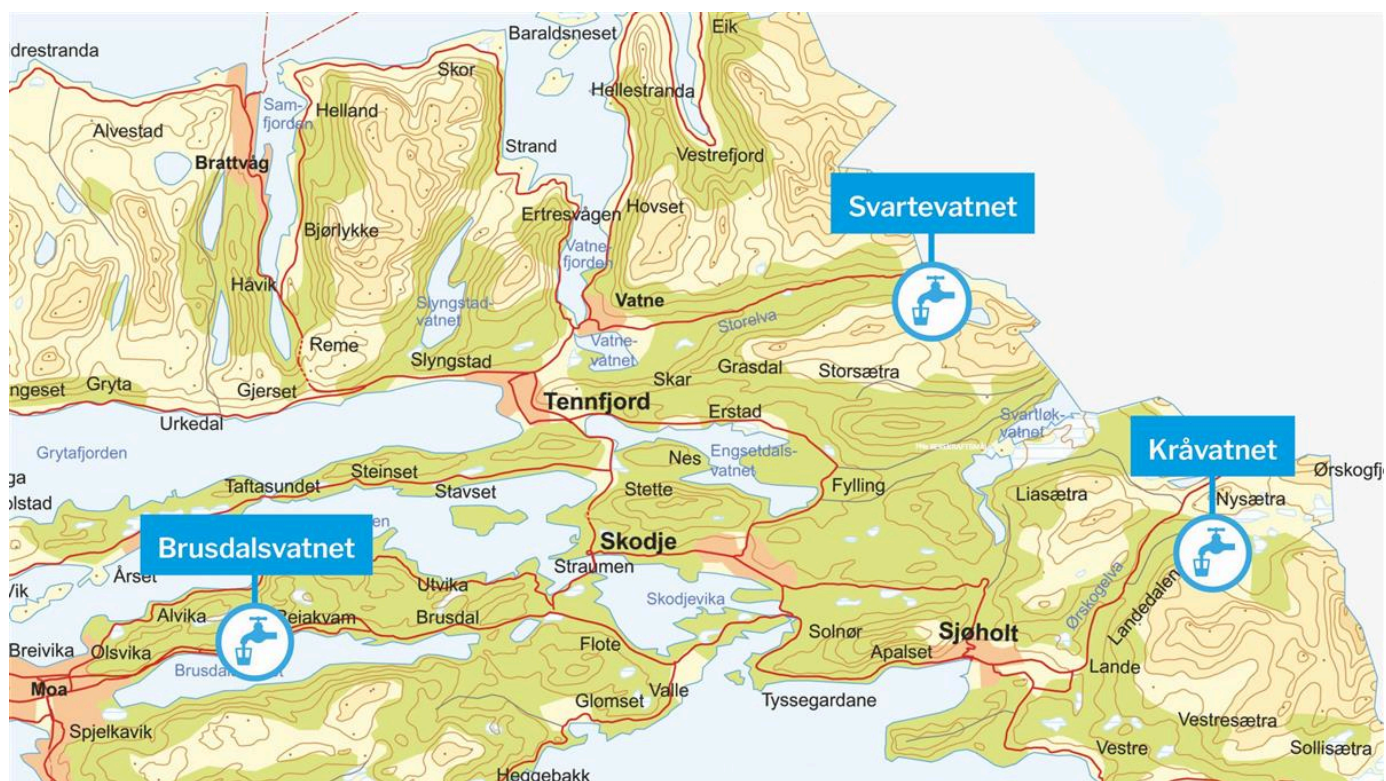 Eik
Baraldsneset
drestranda
Skor
Sam-
fjorden
Helland
Hellestranda
Alvestad
Brattvåg
Strand
Vestrefjord
Svartevatnet
Ertresvågen
Hovset
Bjørlykke
Vatne-
fjorden
Håvik
Slyngstad-
vatnet
Vatne
Storelva
Reme
Vatne-
vatnet
Slyngstad
Grasdal
Storsætra
Skar
ngeset
Gryta
Gjerset
Tennfjord
Erstad
Urkedal
Svartløk-
vatnet
Kråvatnet
Grytafjorden
Engsetdals-
vatnet
Nes
Steinset
Taftasundet
Stavset
Stette
Fylling
Liasætra
Nysætra
Ørskogfj
ga
olstad
en
Brusdalsvatnet
Skodje
Straumen
Årset
Vik
Utvika
Skodjevika
Ørskogelva
Landedalen
Alvika
Brusdal
Solnør
Sjøholt
Breivika
Olsvika
Flote
Apalset
Lande
Moa
Valle
Glomset
Tyssegardane
Spjelkavik
Vestresætra
Vestre
Sollisætra
Heggebakk